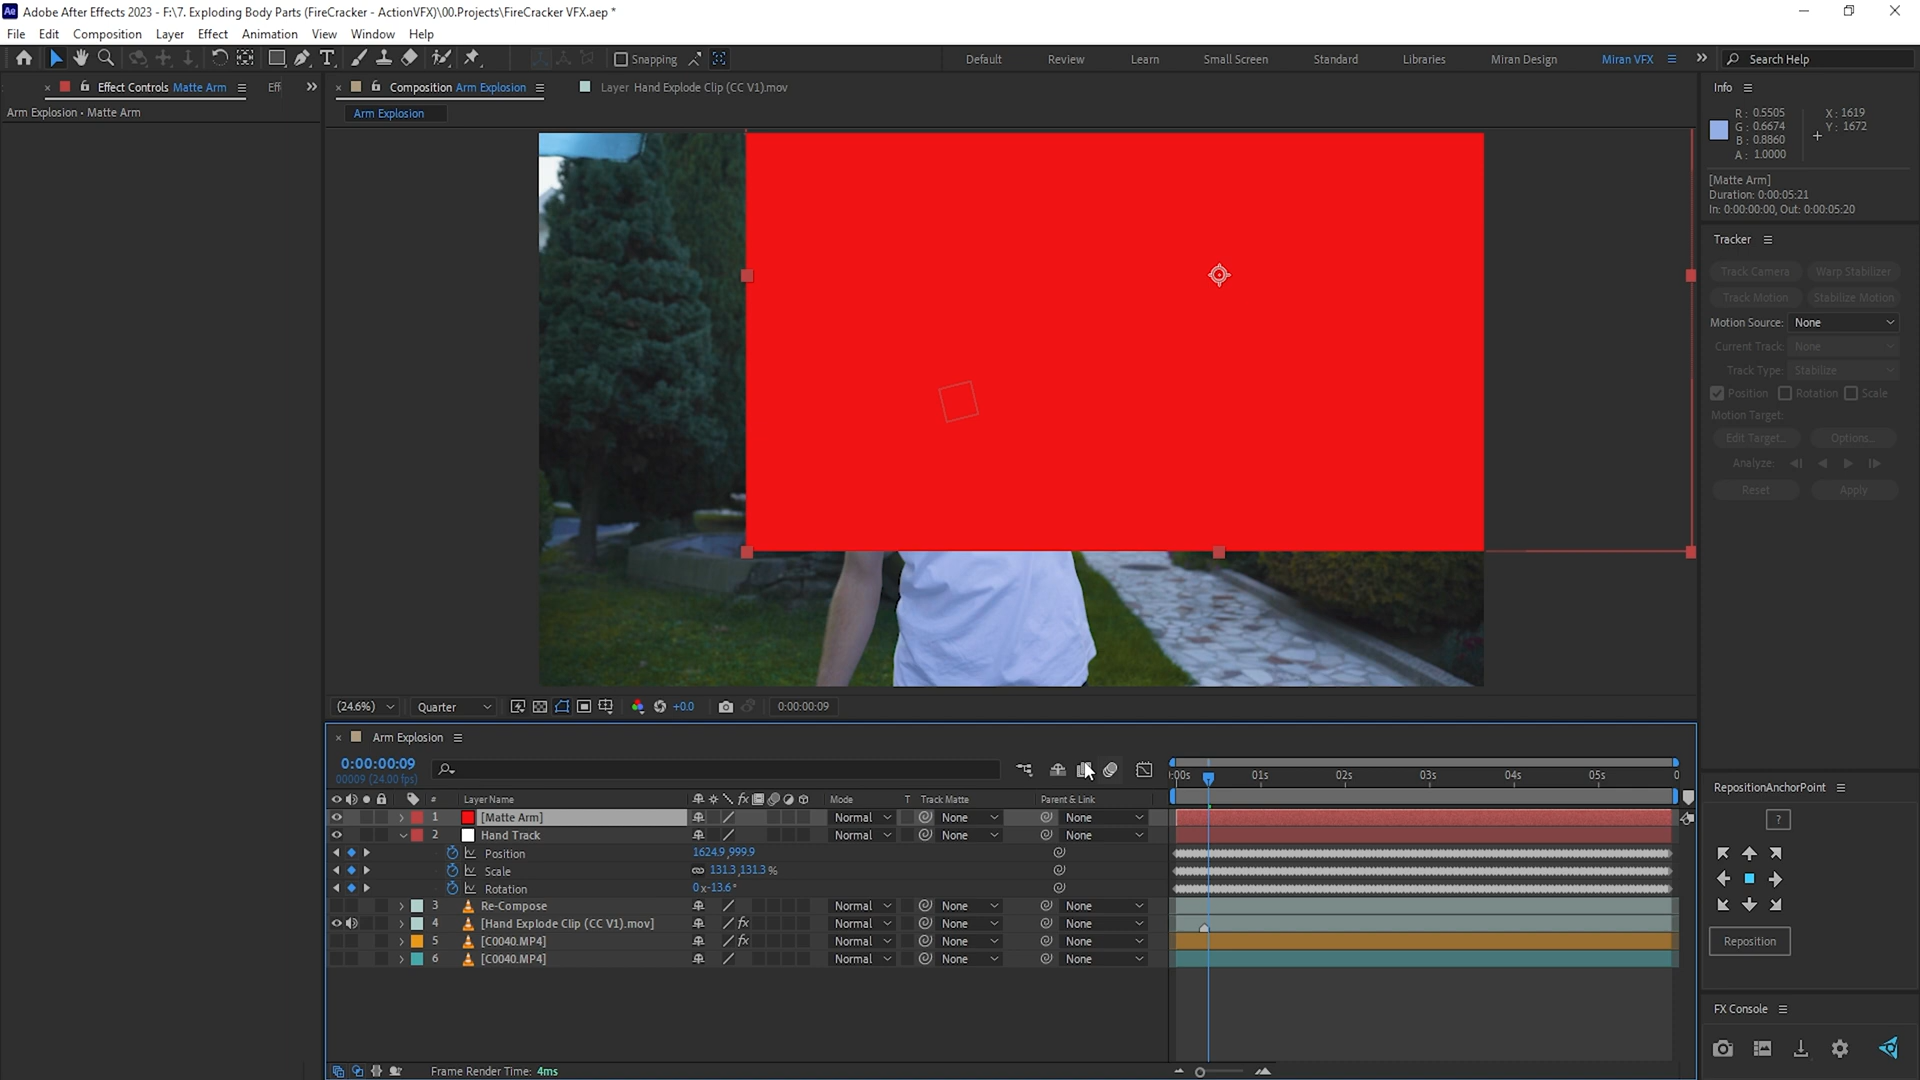 Adobe After Effects 2023 - F:\7. Exploding Body Parts (FireCracker - ActionVFX)\00.Projects\FireCracker VFX.aep *
File Edit Composition Layer Effect Animation View Window Help
Snapping Default Review Learn Small Screen Standard Libraries Miran Design Miran VFX Search Help
Effect Controls Matte Arm Eff Composition Arm Explosion Layer Hand Explode Clip (CC V1).mov Info
Arm Explosion • Matte Arm Arm Explosion
R: 0.5505 X: 1619
G: 0.6674 Y: 1672
B: 0.8860
A: 1.0000
[Matte Arm]
Duration: 0:00:05:21
In: 0:00:00:00, Out: 0:00:05:20
Tracker
Track Camera Warp Stabilizer
Track Motion Stabilize Motion
Motion Source: None
Current Track: None
Track Type: Stabilize
Position Rotation Scale
Motion Target:
Edit Target... Options...
Analyze:
Reset Apply
(24.6%) Quarter +0.0 0:00:00:09
Arm Explosion
0:00:00:09
00009 (24.00 fps)
:00s 01s 02s 03s 04s 05s 0
# Layer Name fx Mode T Track Matte Parent & Link
1 [Matte Arm] Normal None None
2 Hand Track Normal None None
Position 1624.9,999.9
Scale 131.3,131.3 %
Rotation 0x-13.6°
3 Re-Compose Normal None None
4 [Hand Explode Clip (CC V1).mov] fx Normal None None
5 [C0040.MP4] fx Normal None None
6 [C0040.MP4] Normal None None
RepositionAnchorPoint
?
Reposition
FX Console
Frame Render Time: 4ms